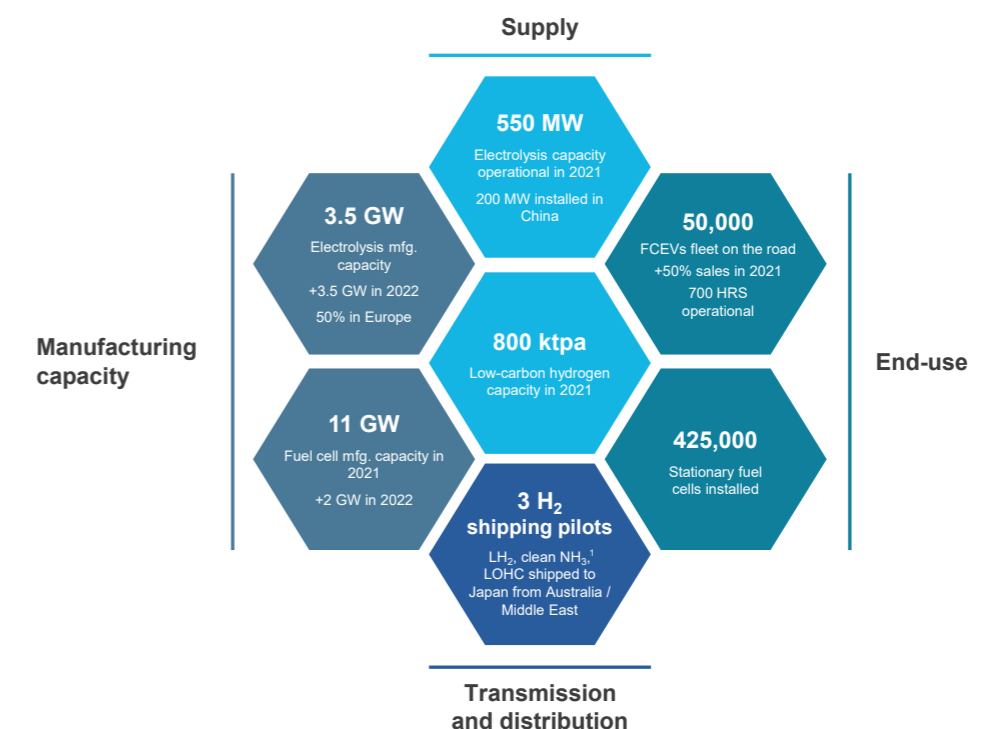 Supply
550 MW
Electrolysis capacity
operational in 2021
200 MW installed in
China
3.5 GW
Electrolysis mfg.
capacity
+3.5 GW in 2022
50% in Europe
50,000
FCEVs fleet on the road
+50% sales in 2021
700 HRS
operational
Manufacturing
capacity
800 ktpa
Low-carbon hydrogen
capacity in 2021
End-use
11 GW
Fuel cell mfg. capacity in
2021
+2 GW in 2022
425,000
Stationary fuel
cells installed
3 H₂
shipping pilots
LH₂, clean NH₃,¹
LOHC shipped to
Japan from Australia /
Middle East
Transmission
and distribution